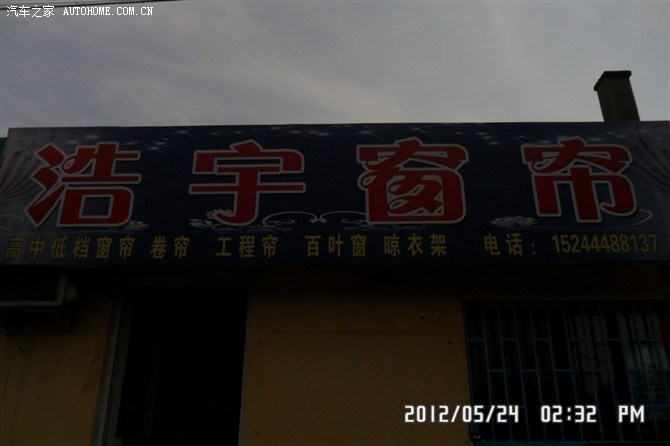 汽车之家 AUTOHOME.COM.CN
浩宇窗帘
高中低档窗帘 卷帘 工程帘 百叶窗 晾衣架 电话：15244488137
2012/05/24 02:32 PM